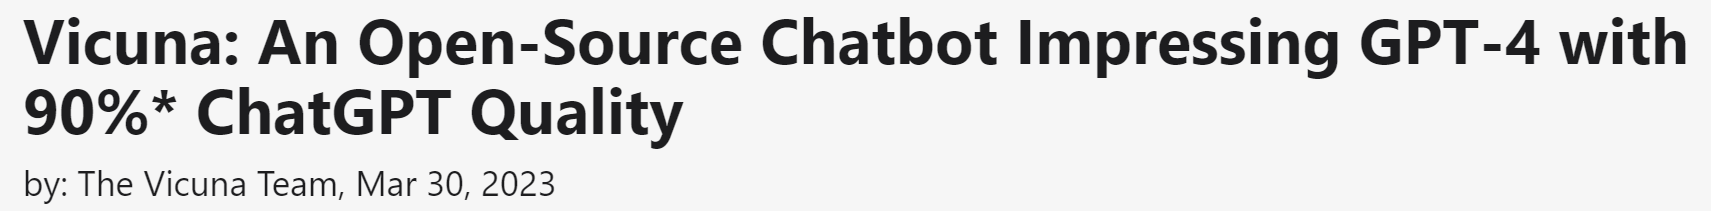 Vicuna: An Open-Source Chatbot Impressing GPT-4 with
90%* ChatGPT Quality
by: The Vicuna Team, Mar 30, 2023